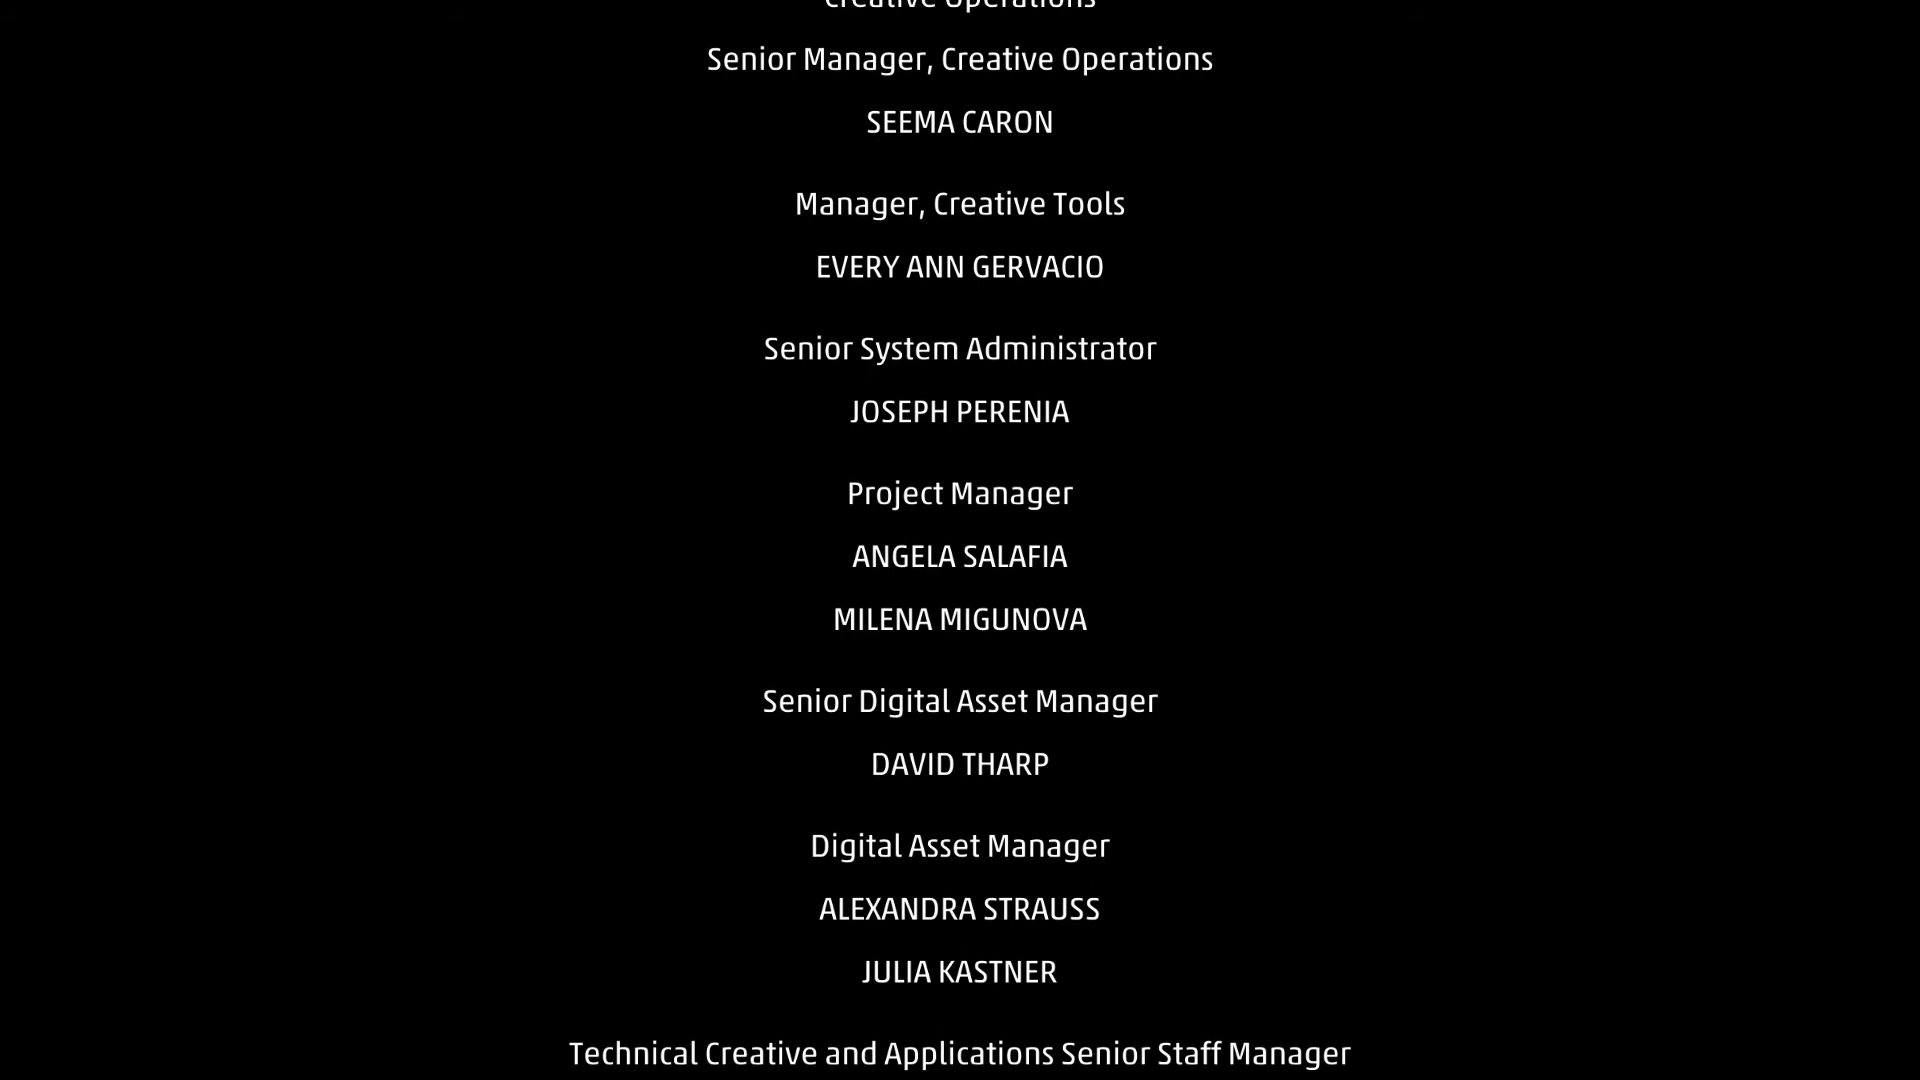 Creative Operations
Senior Manager, Creative Operations
SEEMA CARON
Manager, Creative Tools
EVERY ANN GERVACIO
Senior System Administrator
JOSEPH PERENIA
Project Manager
ANGELA SALAFIA
MILENA MIGUNOVA
Senior Digital Asset Manager
DAVID THARP
Digital Asset Manager
ALEXANDRA STRAUSS
JULIA KASTNER
Technical Creative and Applications Senior Staff Manager